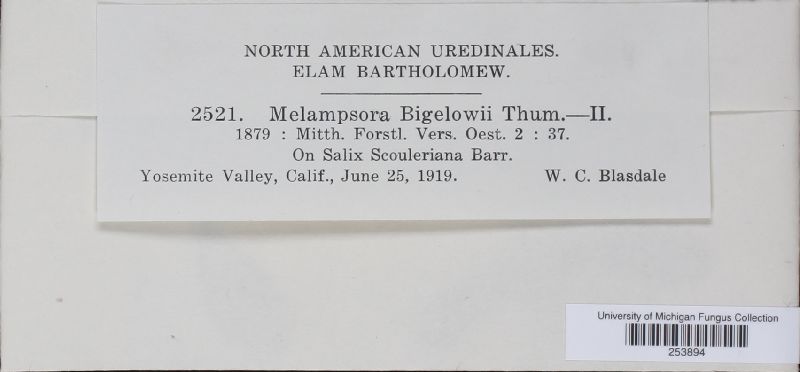 NORTH AMERICAN UREDINALES.
ELAM BARTHOLOMEW.
2521. Melampsora Bigelowii Thum.—II.
1879 : Mitth. Forstl. Vers. Oest. 2 : 37.
On Salix Scouleriana Barr.
Yosemite Valley, Calif., June 25, 1919. W. C. Blasdale
University of Michigan Fungus Collection
253894